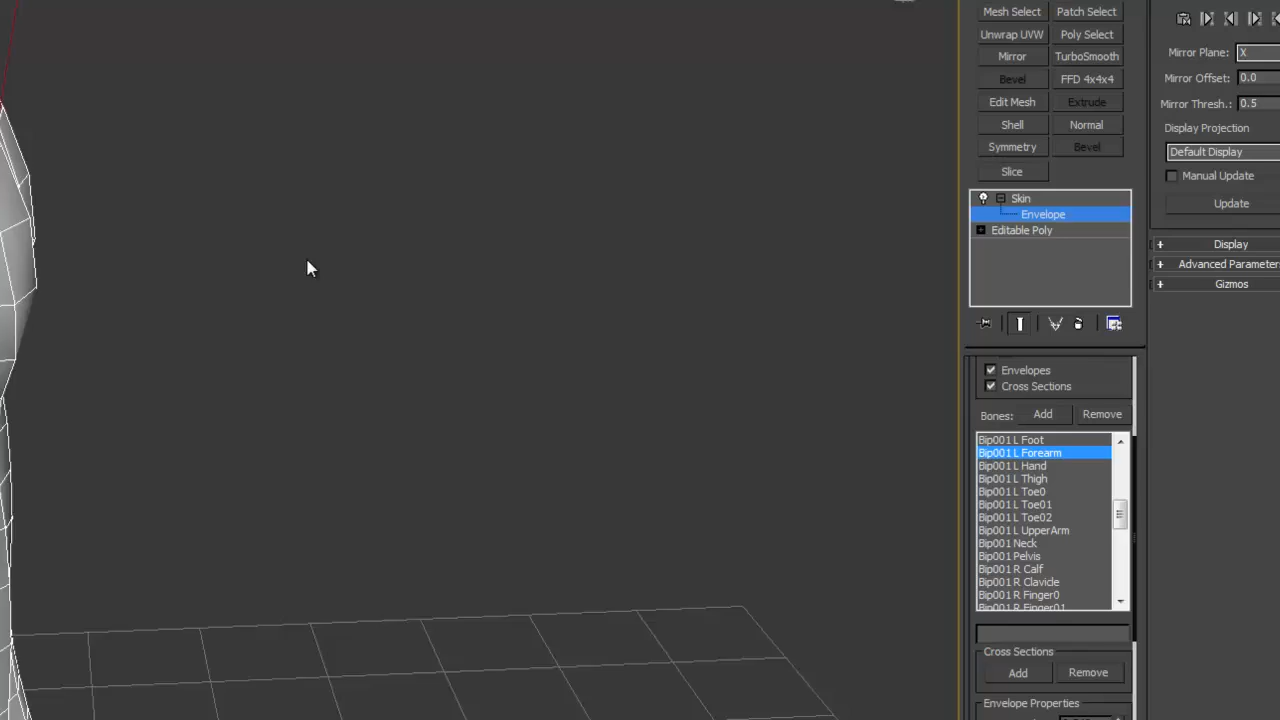 Mesh Select
Patch Select
Unwrap UVW
Poly Select
Mirror
TurboSmooth
Bevel
FFD 4x4x4
Edit Mesh
Extrude
Shell
Normal
Symmetry
Bevel
Slice
Skin
Envelope
Editable Poly
Envelopes
Cross Sections
Bones:
Add
Remove
Bip001 L Foot
Bip001 L Forearm
Bip001 L Hand
Bip001 L Thigh
Bip001 L Toe0
Bip001 L Toe01
Bip001 L Toe02
Bip001 L UpperArm
Bip001 Neck
Bip001 Pelvis
Bip001 R Calf
Bip001 R Clavicle
Bip001 R Finger0
Bip001 R Finger01
Cross Sections
Add
Remove
Envelope Properties
Mirror Plane:
X
Mirror Offset:
0.0
Mirror Thresh.:
0.5
Display Projection
Default Display
Manual Update
Update
Display
Advanced Parameter
Gizmos